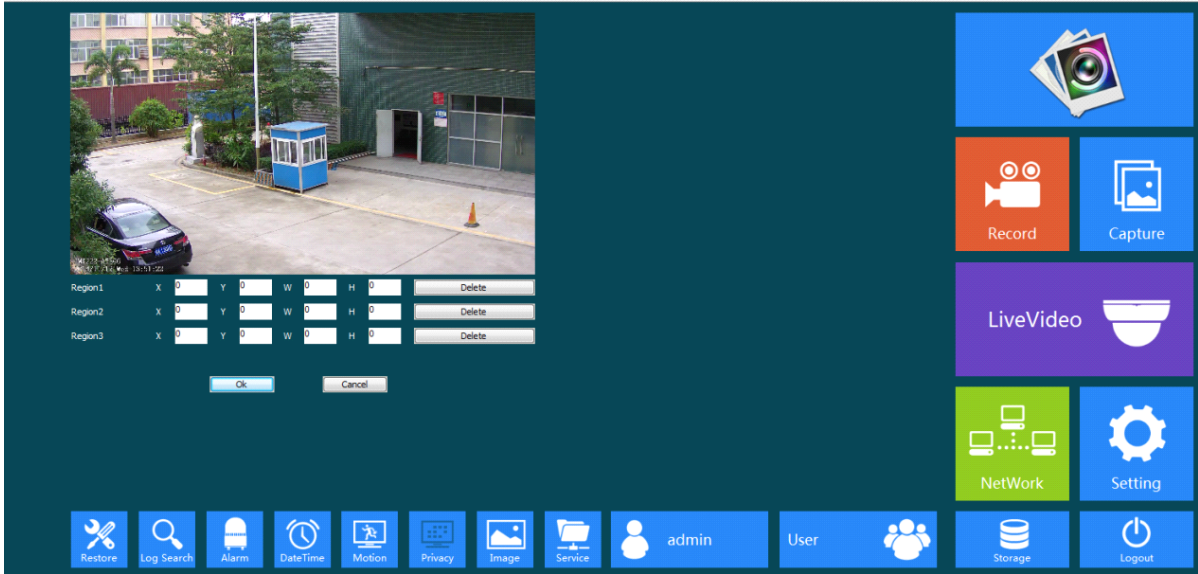 Record
Capture
Region1 X 0 Y 0 W 0 H 0 Delete
Region2 X 0 Y 0 W 0 H 0 Delete
Region3 X 0 Y 0 W 0 H 0 Delete
LiveVideo
Ok Cancel
NetWork
Setting
Restore
Log Search
Alarm
DateTime
Motion
Privacy
Image
Service
admin
User
Storage
Logout